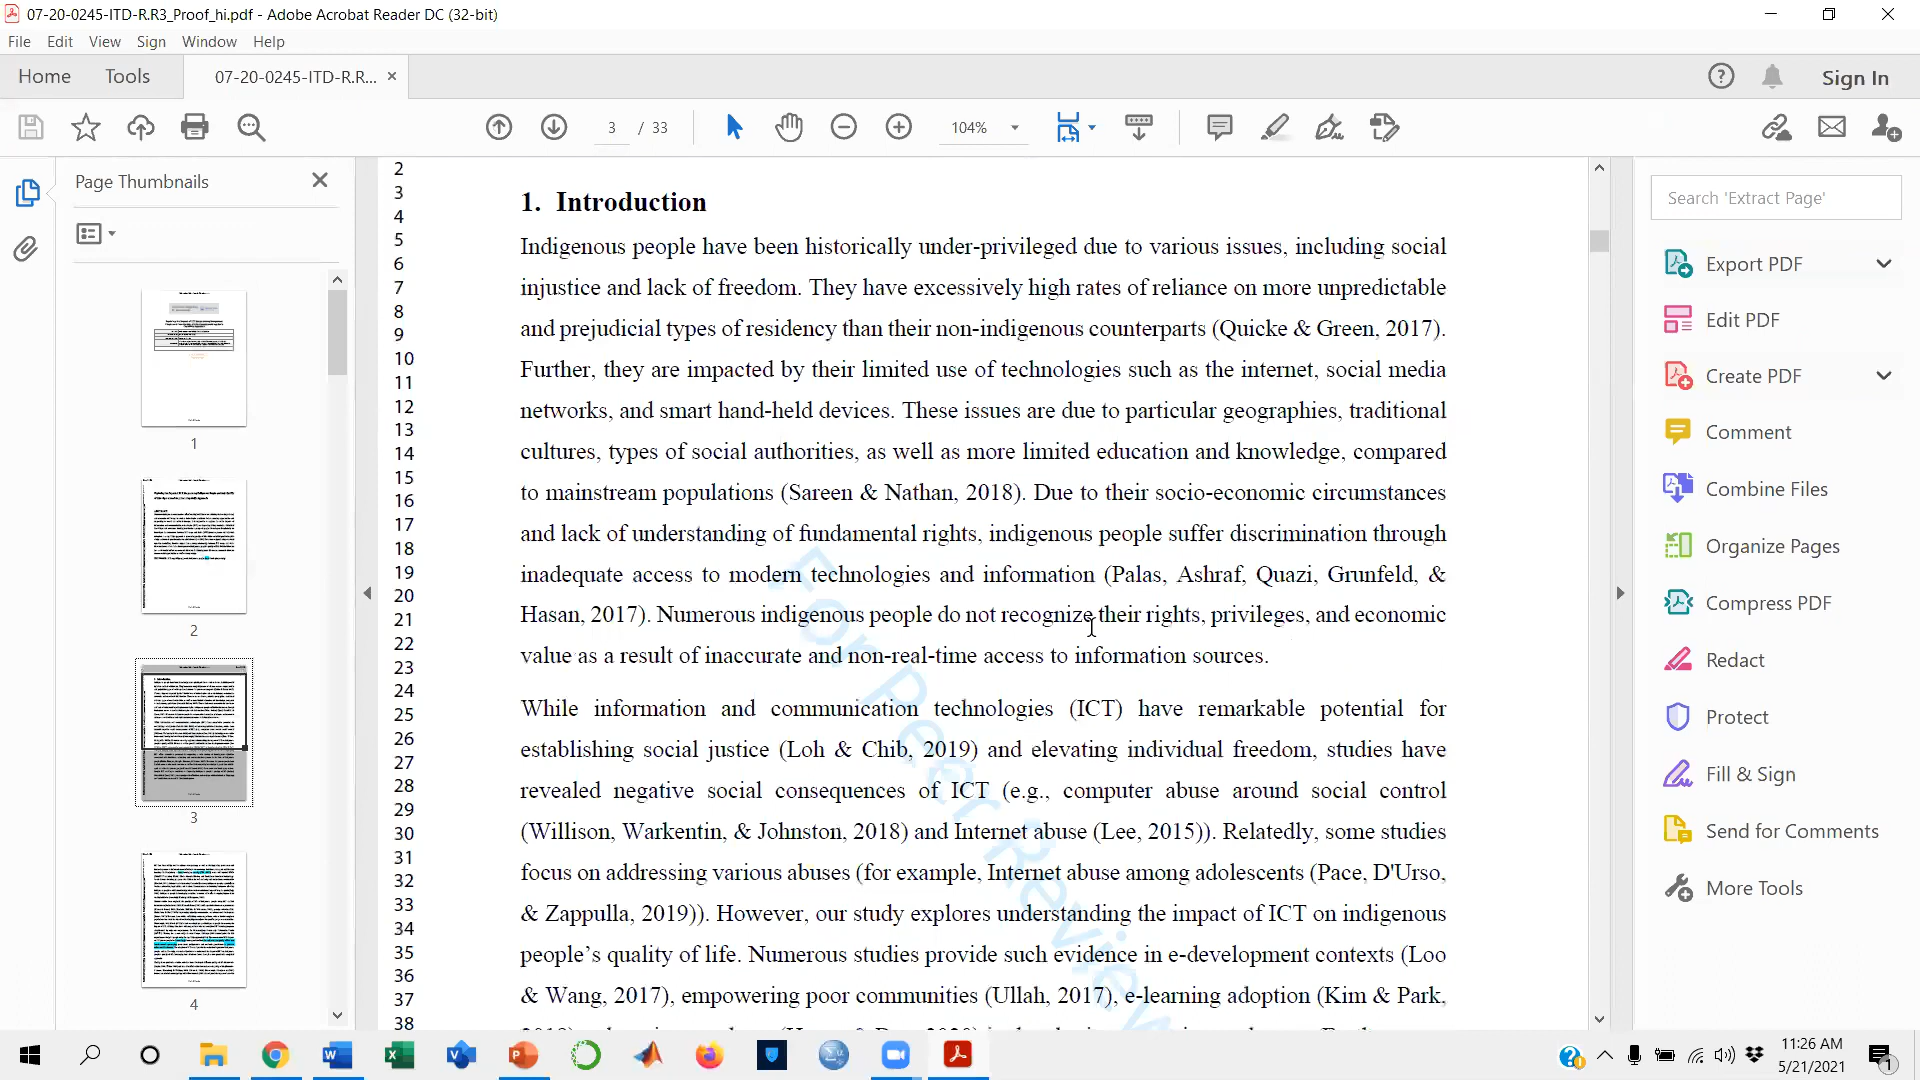 07-20-0245-ITD-R.R3_Proof_hi.pdf - Adobe Acrobat Reader DC (32-bit)
File Edit View Sign Window Help
Home Tools 07-20-0245-ITD-R.R... × Sign In
3 / 33 104%
Page Thumbnails
1
2
3
4
2
3
4
5
6
7
8
9
10
11
12
13
14
15
16
17
18
19
20
21
22
23
24
25
26
27
28
29
30
31
32
33
34
35
36
37
38
1. Introduction
Indigenous people have been historically under-privileged due to various issues, including social
injustice and lack of freedom. They have excessively high rates of reliance on more unpredictable
and prejudicial types of residency than their non-indigenous counterparts (Quicke & Green, 2017).
Further, they are impacted by their limited use of technologies such as the internet, social media
networks, and smart hand-held devices. These issues are due to particular geographies, traditional
cultures, types of social authorities, as well as more limited education and knowledge, compared
to mainstream populations (Sareen & Nathan, 2018). Due to their socio-economic circumstances
and lack of understanding of fundamental rights, indigenous people suffer discrimination through
inadequate access to modern technologies and information (Palas, Ashraf, Quazi, Grunfeld, &
Hasan, 2017). Numerous indigenous people do not recognize their rights, privileges, and economic
value as a result of inaccurate and non-real-time access to information sources.
While information and communication technologies (ICT) have remarkable potential for
establishing social justice (Loh & Chib, 2019) and elevating individual freedom, studies have
revealed negative social consequences of ICT (e.g., computer abuse around social control
(Willison, Warkentin, & Johnston, 2018) and Internet abuse (Lee, 2015)). Relatedly, some studies
focus on addressing various abuses (for example, Internet abuse among adolescents (Pace, D'Urso,
& Zappulla, 2019)). However, our study explores understanding the impact of ICT on indigenous
people’s quality of life. Numerous studies provide such evidence in e-development contexts (Loo
& Wang, 2017), empowering poor communities (Ullah, 2017), e-learning adoption (Kim & Park,
For Peer Review
Search 'Extract Page'
Export PDF
Edit PDF
Create PDF
Comment
Combine Files
Organize Pages
Compress PDF
Redact
Protect
Fill & Sign
Send for Comments
More Tools
11:26 AM
5/21/2021
1